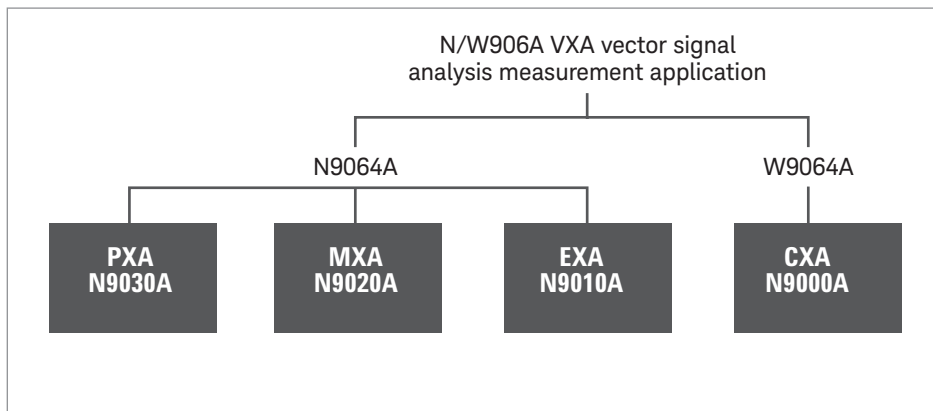 N/W906A VXA vector signal
analysis measurement application
N9064A
W9064A
PXA
N9030A
MXA
N9020A
EXA
N9010A
CXA
N9000A